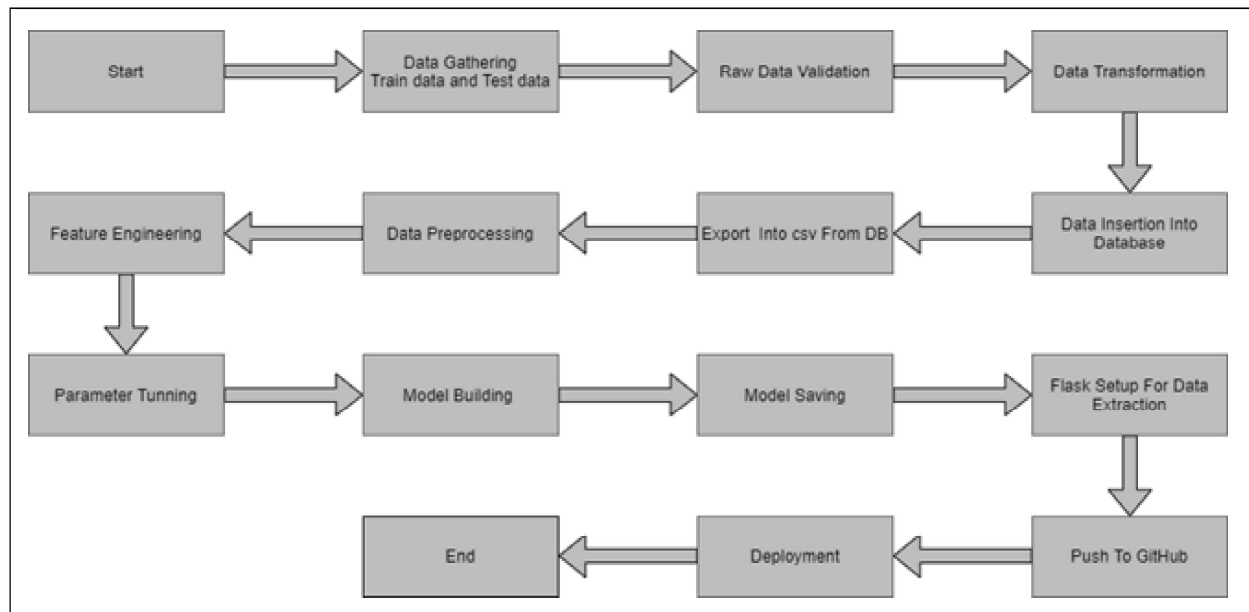 Start
Data Gathering
Train data and Test data
Raw Data Validation
Data Transformation
Data Insertion Into
Database
Export Into csv From DB
Data Preprocessing
Feature Engineering
Parameter Tunning
Model Building
Model Saving
Flask Setup For Data
Extraction
Push To GitHub
Deployment
End